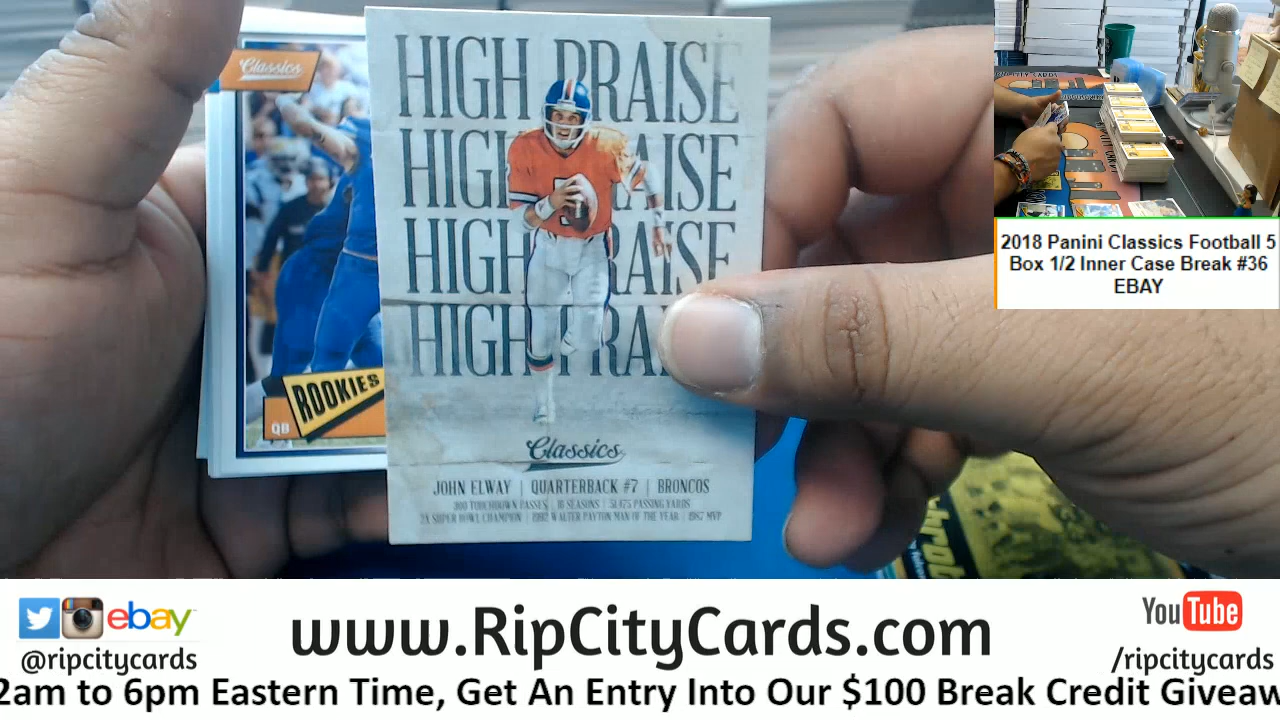 Classics
ROOKIES
QB
HIGH PRAISE
HIGH PRAISE
HIGH PRAISE
HIGH PRAISE
Classics
JOHN ELWAY | QUARTERBACK #7 | BRONCOS
300 TOUCHDOWN PASSES | 16 SEASONS | 51,475 PASSING YARDS
2X SUPER BOWL CHAMPION | 1992 WALTER PAYTON MAN OF THE YEAR | 1987 MVP
2018 Panini Classics Football 5
Box 1/2 Inner Case Break #36
EBAY
ebay
@ripcitycards
www.RipCityCards.com
YouTube
/ripcitycards
2am to 6pm Eastern Time, Get An Entry Into Our $100 Break Credit Giveaw